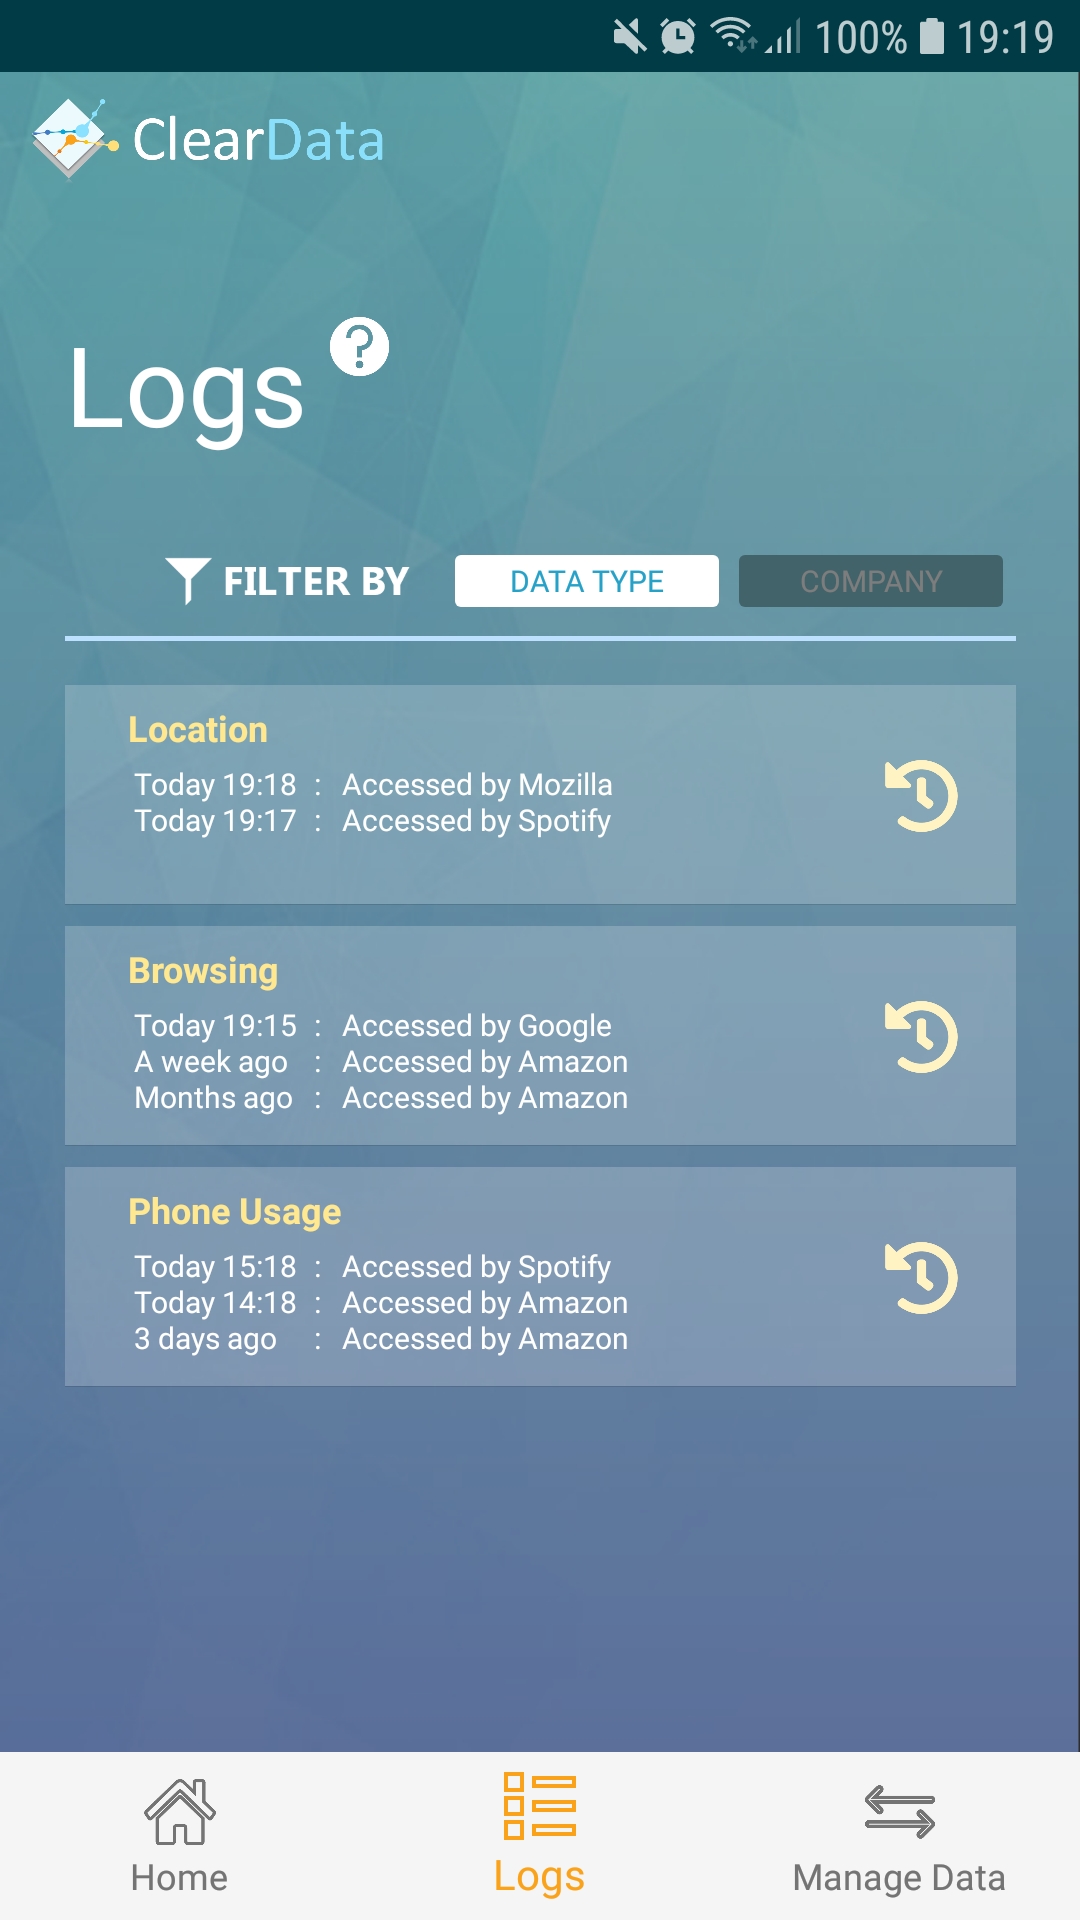 100% 19:19
ClearData
Logs ?
FILTER BY DATA TYPE COMPANY
Location
Today 19:18 : Accessed by Mozilla
Today 19:17 : Accessed by Spotify
Browsing
Today 19:15 : Accessed by Google
A week ago : Accessed by Amazon
Months ago : Accessed by Amazon
Phone Usage
Today 15:18 : Accessed by Spotify
Today 14:18 : Accessed by Amazon
3 days ago : Accessed by Amazon
Home Logs Manage Data